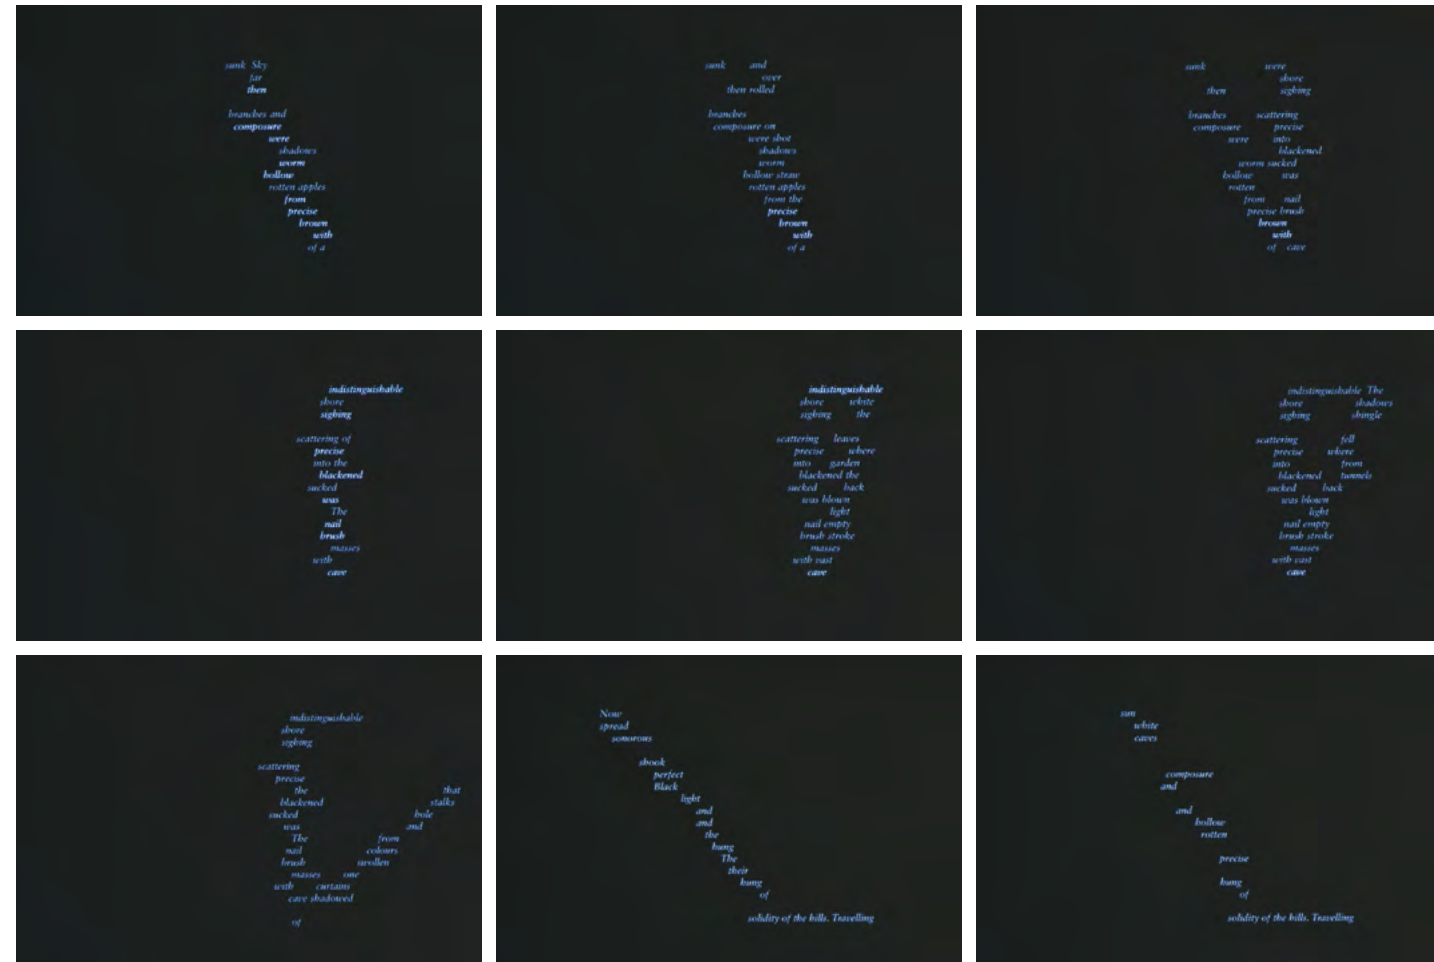 sunk Sky
far
then
branches and
composure
were
shadows
worm
hollow
rotten apples
from
precise
brown
with
of a
sunk and
over
then rolled
branches
composure on
were shot
shadows
worm
hollow straw
rotten apples
from the
precise
brown
with
of a
sunk were
shore
then sighing
branches scattering
composure precise
were into
blackened
worm sucked
hollow was
rotten
from nail
precise brush
brown
with
of cave
indistinguishable
shore
sighing
scattering of
precise
into the
blackened
sucked
was
The
nail
brush
masses
with
cave
indistinguishable
shore white
sighing the
scattering leaves
precise where
into garden
blackened the
sucked back
was blown
light
nail empty
brush stroke
masses
with vast
cave
indistinguishable The
shore shadows
sighing shingle
scattering fell
precise where
into from
blackened tunnels
sucked back
was blown
light
nail empty
brush stroke
masses
with vast
cave
indistinguishable
shore
sighing
scattering
precise
the that
blackened stalks
sucked hole
was and
The from
nail colours
brush swollen
masses one
with curtains
cave shadowed
of
Now
spread
sonorous
shook
perfect
Black
light
and
and
the
hung
The
their
hung
of
solidity of the hills. Travelling
sun
white
caves
composure
and
and
hollow
rotten
precise
hung
of
solidity of the hills. Travelling